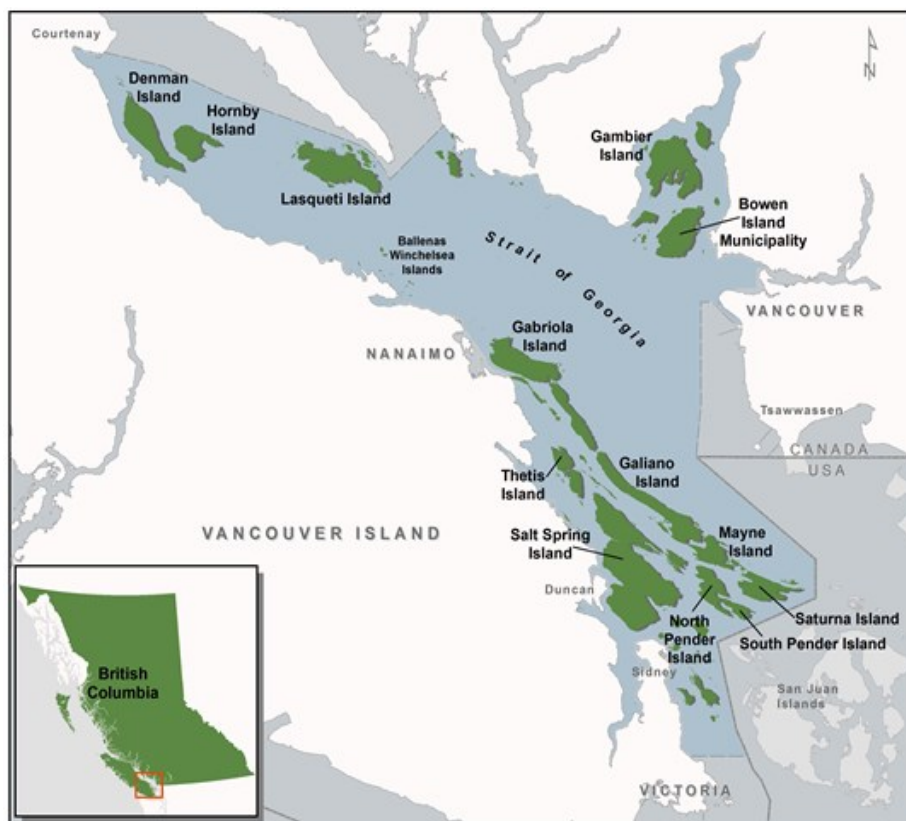 Courtenay
Denman
Island
Hornby
Island
Lasqueti Island
Ballenas
Winchelsea
Islands
Gambier
Island
Bowen
Island
Municipality
N
Strait of Georgia
VANCOUVER
Gabriola
Island
NANAIMO
Tsawwassen
CANADA
USA
Thetis
Island
Galiano
Island
VANCOUVER ISLAND
Salt Spring
Island
Mayne
Island
Duncan
North
Pender
Island
Saturna Island
South Pender Island
Sidney
San Juan
Islands
VICTORIA
British
Columbia